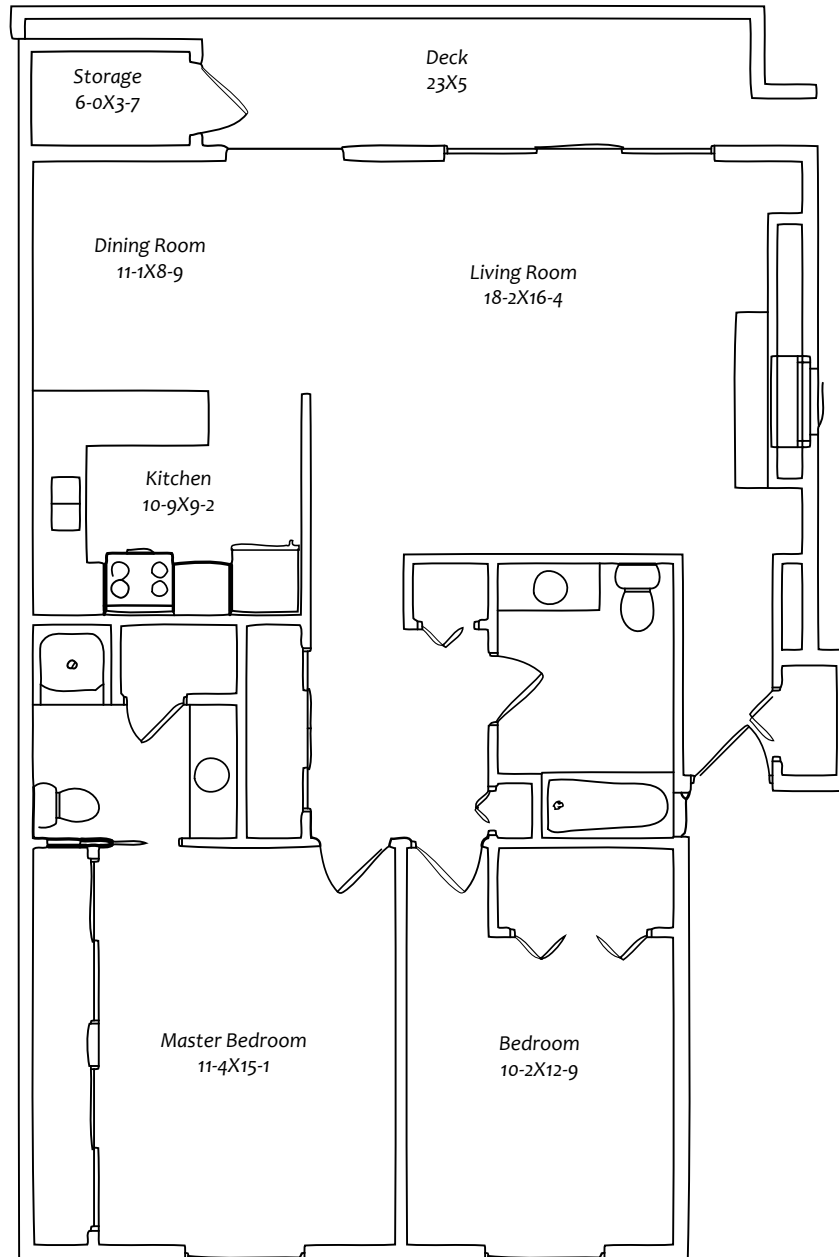 Storage
6-0X3-7
Deck
23X5
Dining Room
11-1X8-9
Living Room
18-2X16-4
Kitchen
10-9X9-2
Master Bedroom
11-4X15-1
Bedroom
10-2X12-9